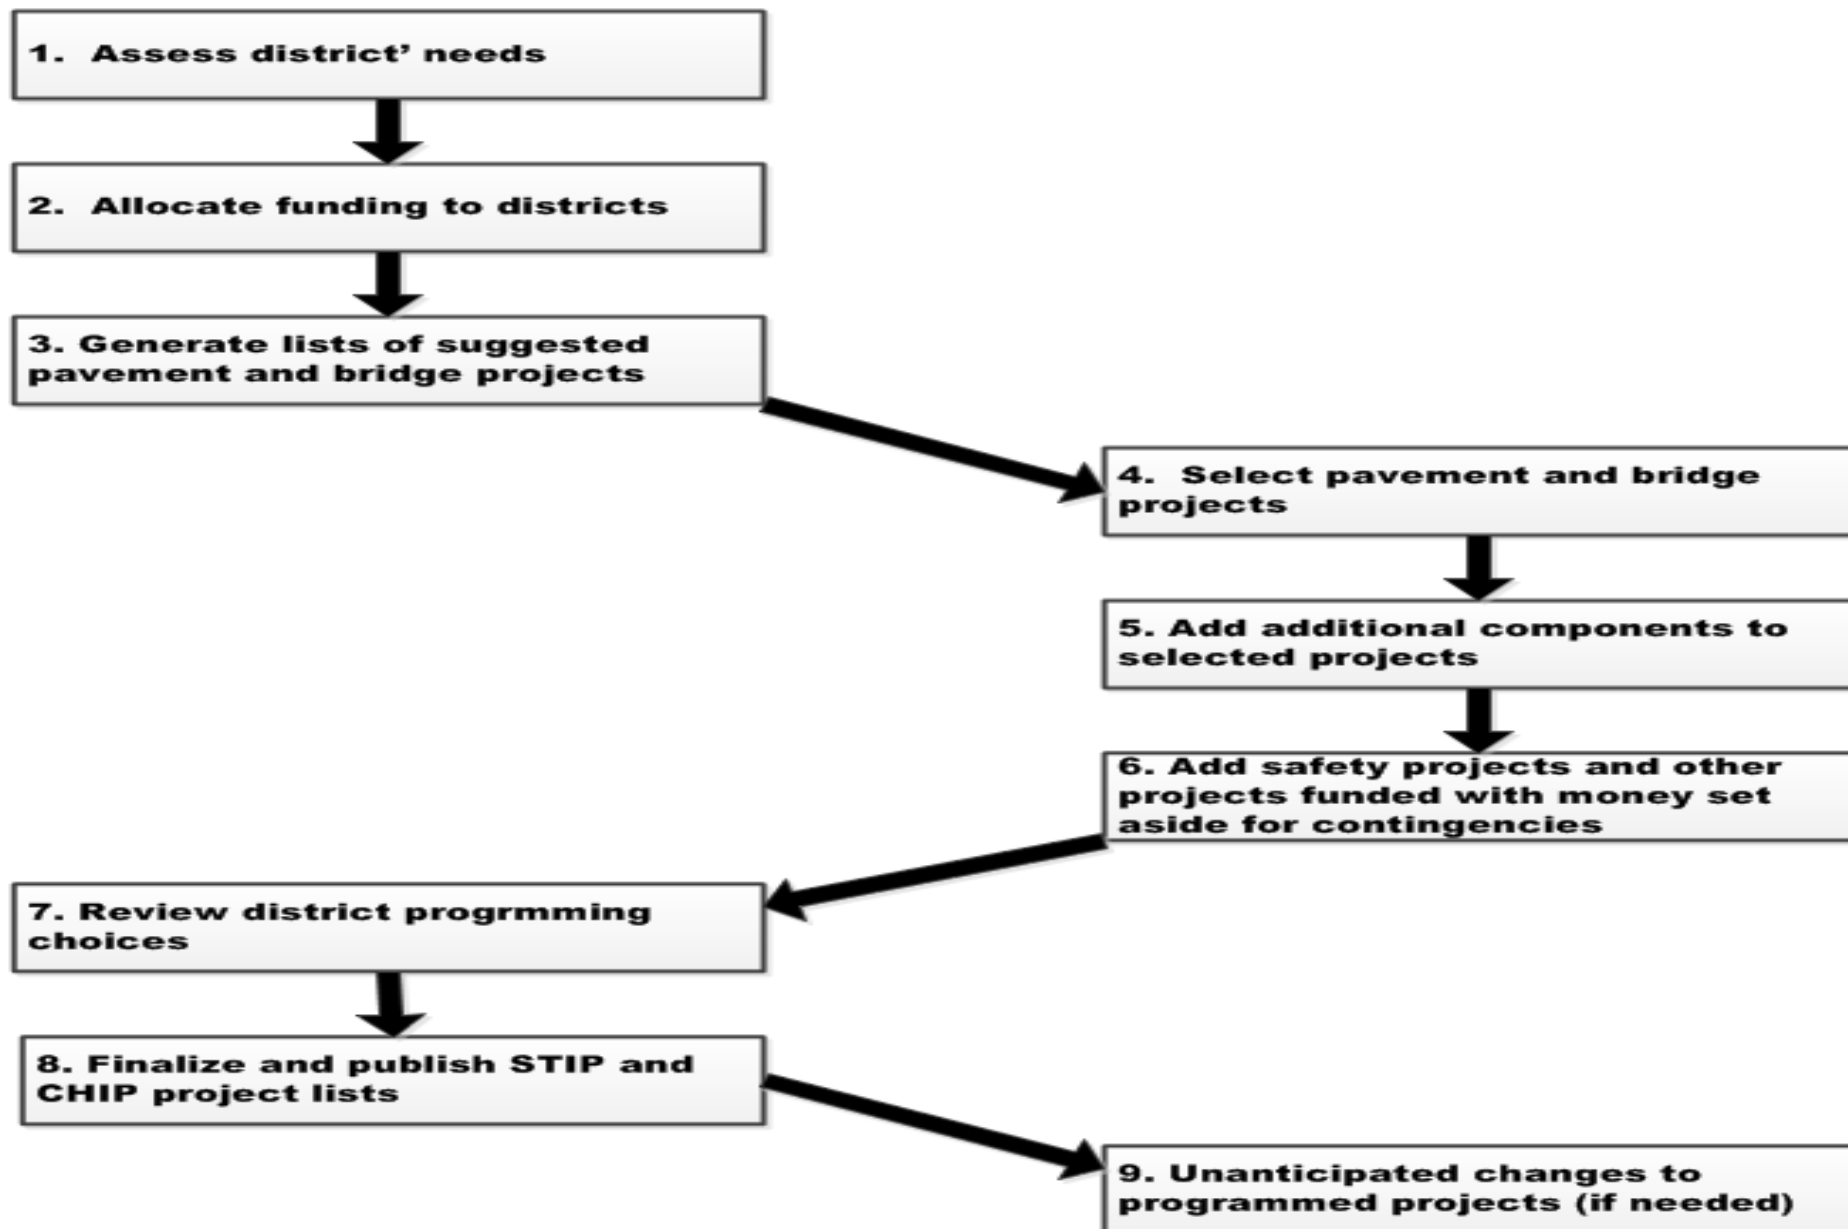 1. Assess district’ needs
2. Allocate funding to districts
3. Generate lists of suggested
pavement and bridge projects
4. Select pavement and bridge
projects
5. Add additional components to
selected projects
6. Add safety projects and other
projects funded with money set
aside for contingencies
7. Review district progrmming
choices
8. Finalize and publish STIP and
CHIP project lists
9. Unanticipated changes to
programmed projects (if needed)